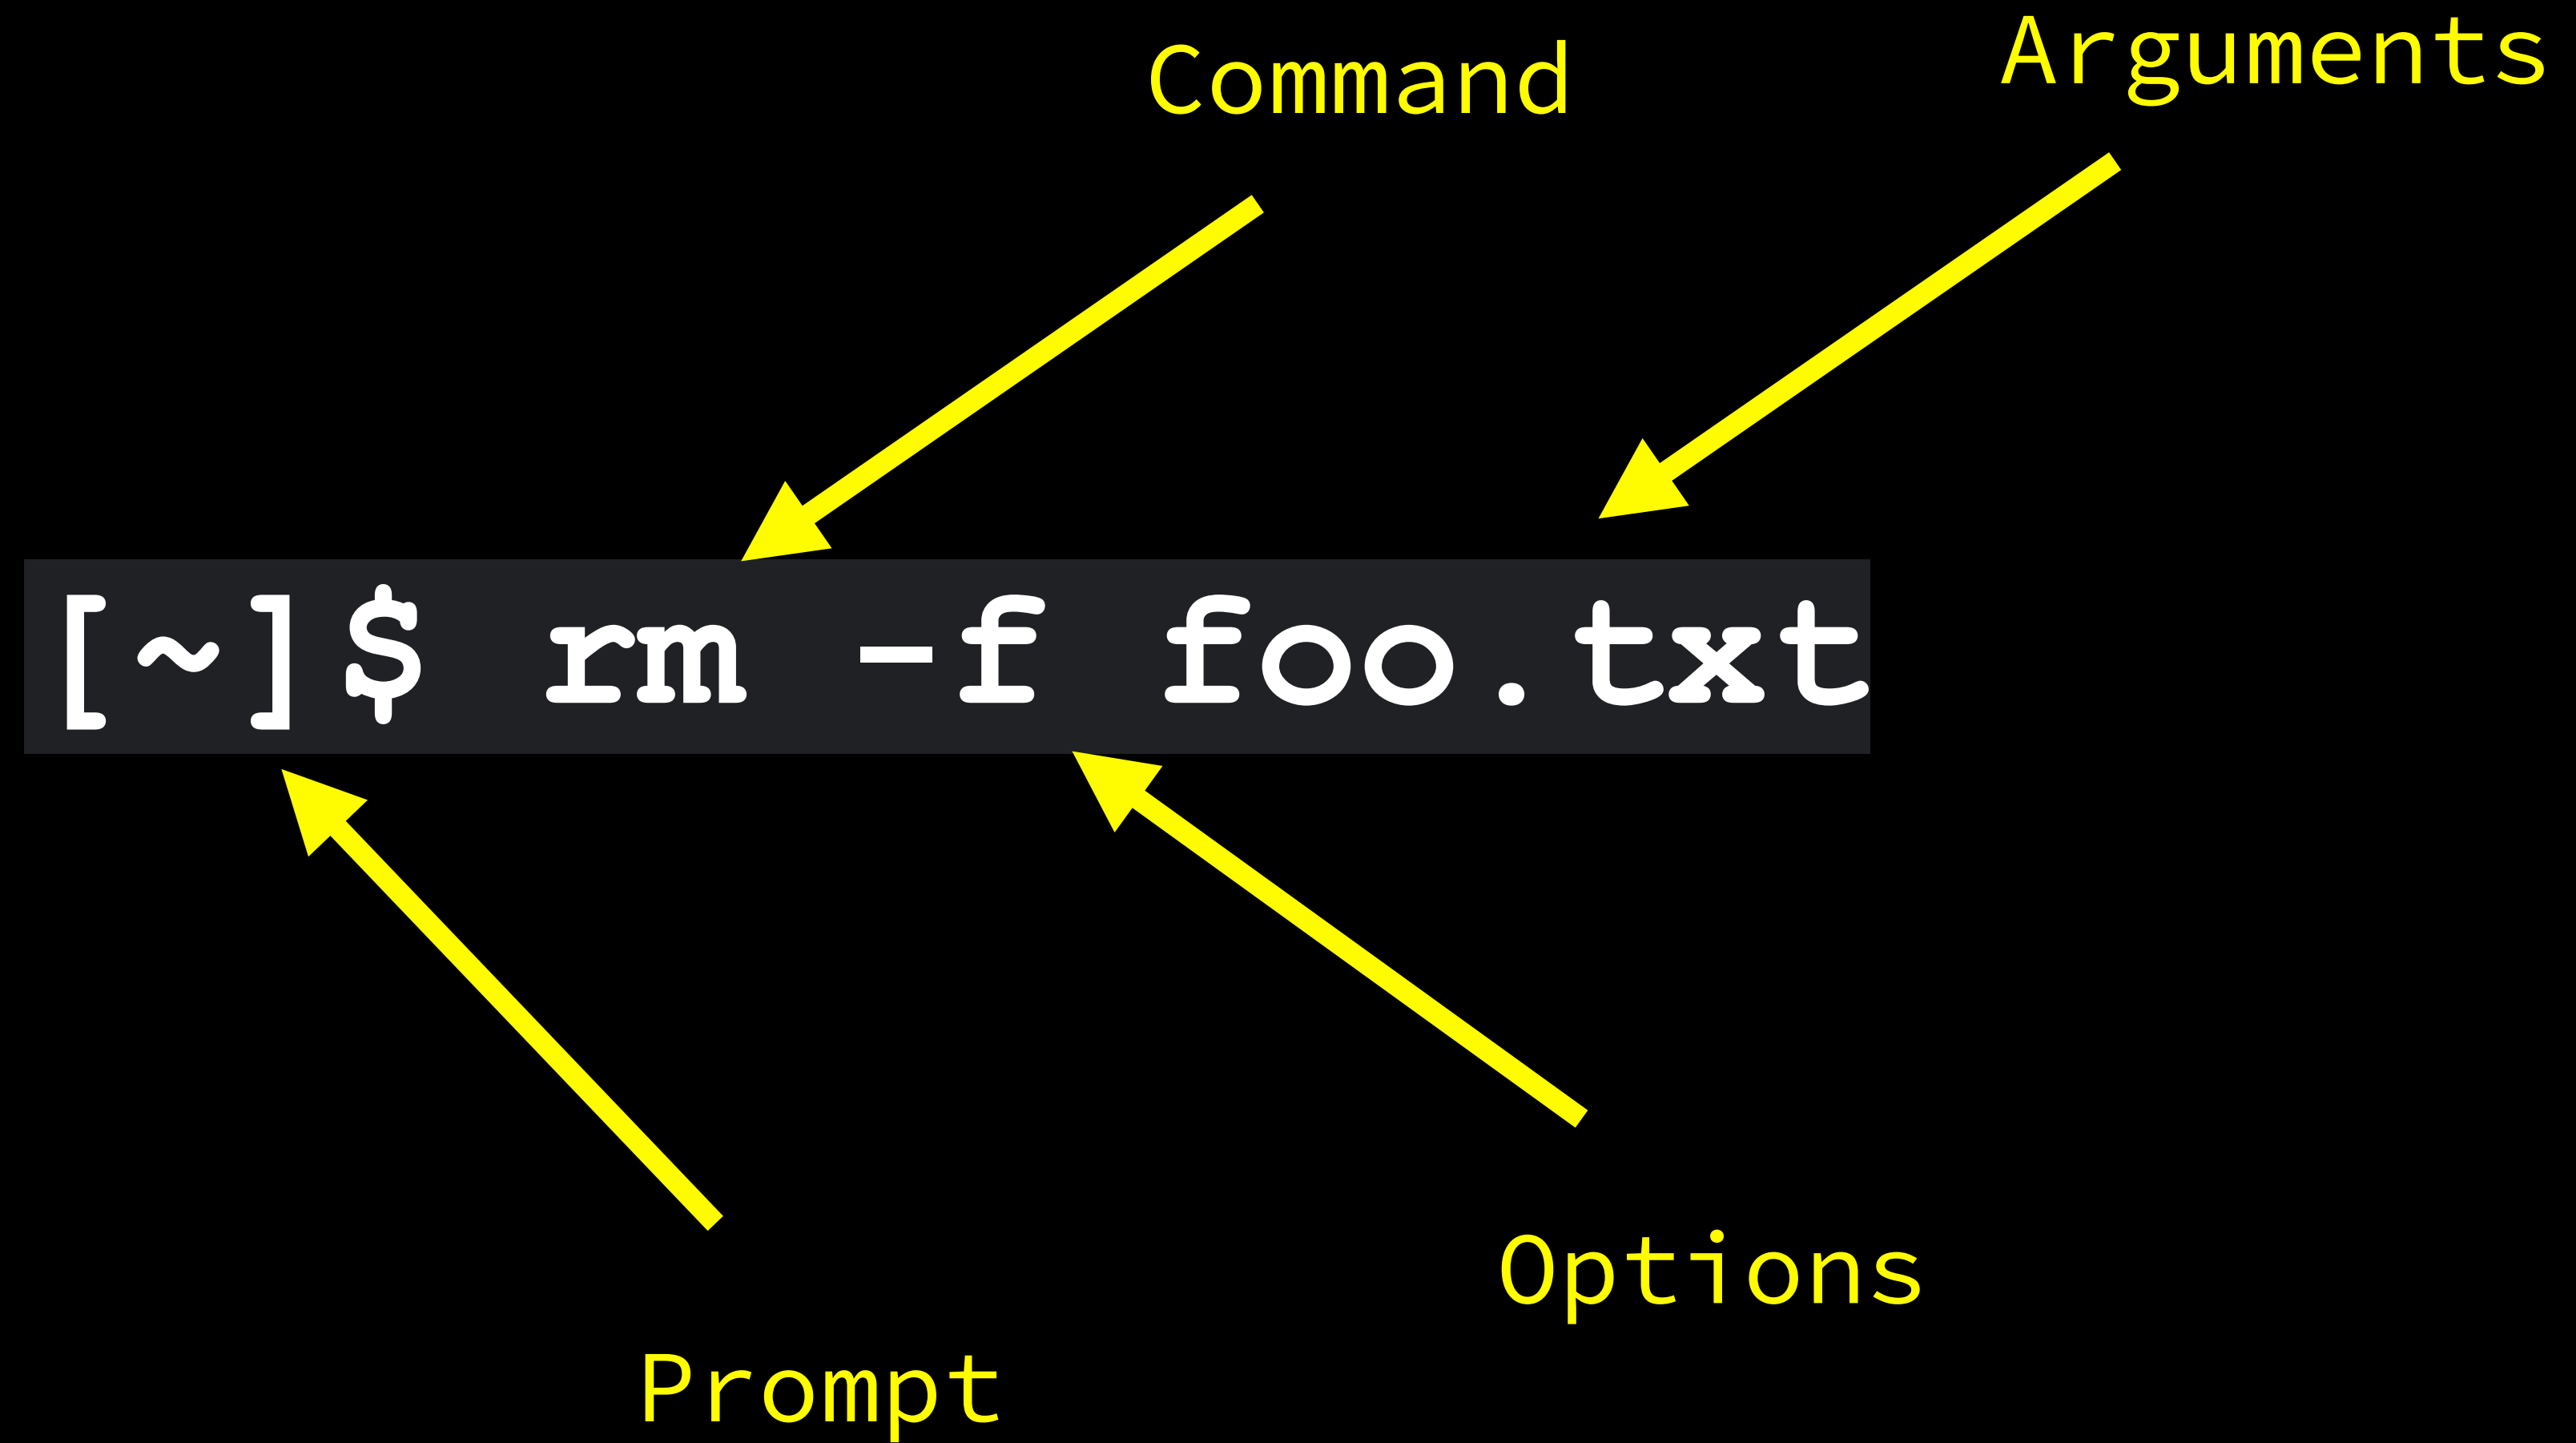 Command
Arguments
[~]$ rm -f foo.txt
Options
Prompt